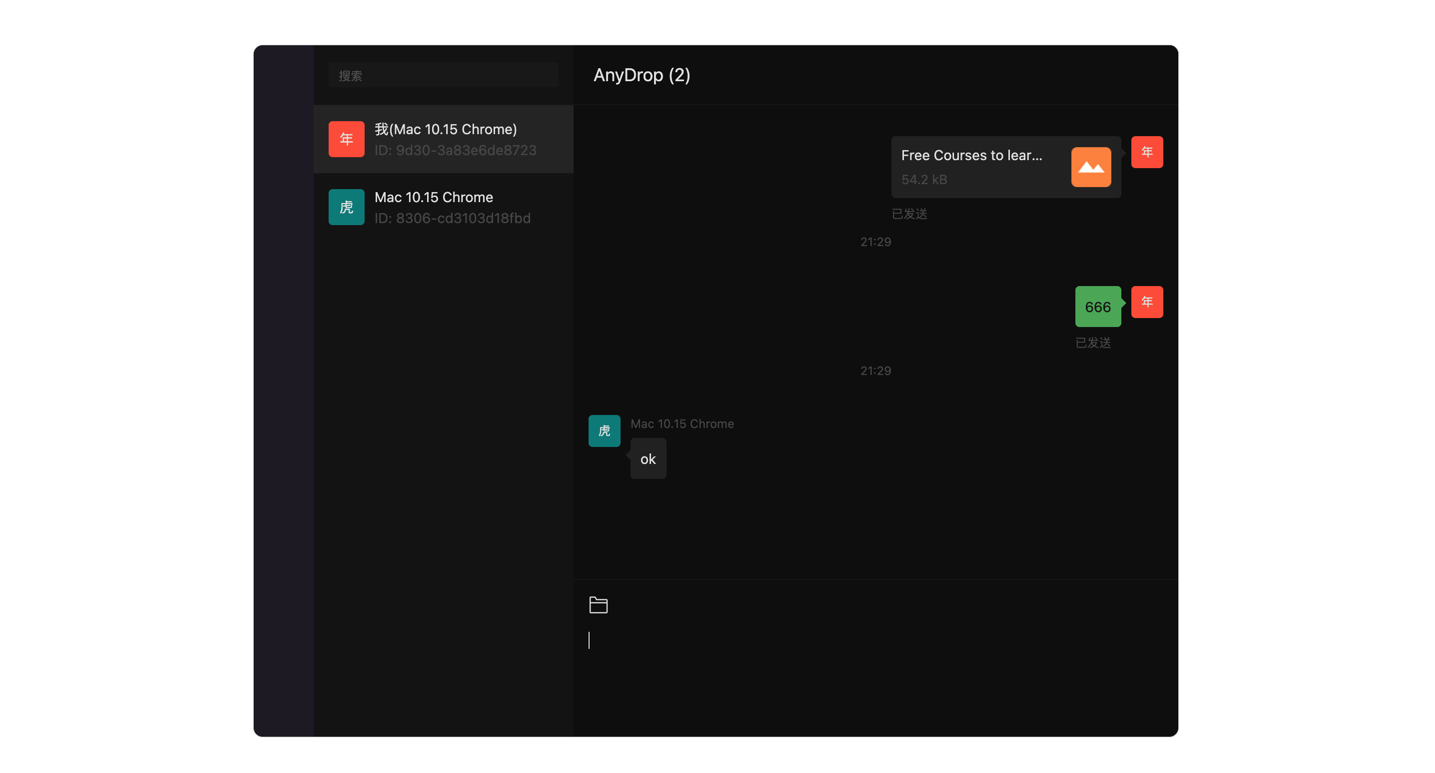 搜索
年
我(Mac 10.15 Chrome)
ID: 9d30-3a83e6de8723
虎
Mac 10.15 Chrome
ID: 8306-cd3103d18fbd
AnyDrop (2)
Free Courses to lear...
54.2 kB
年
已发送
21:29
666
年
已发送
21:29
虎
Mac 10.15 Chrome
ok